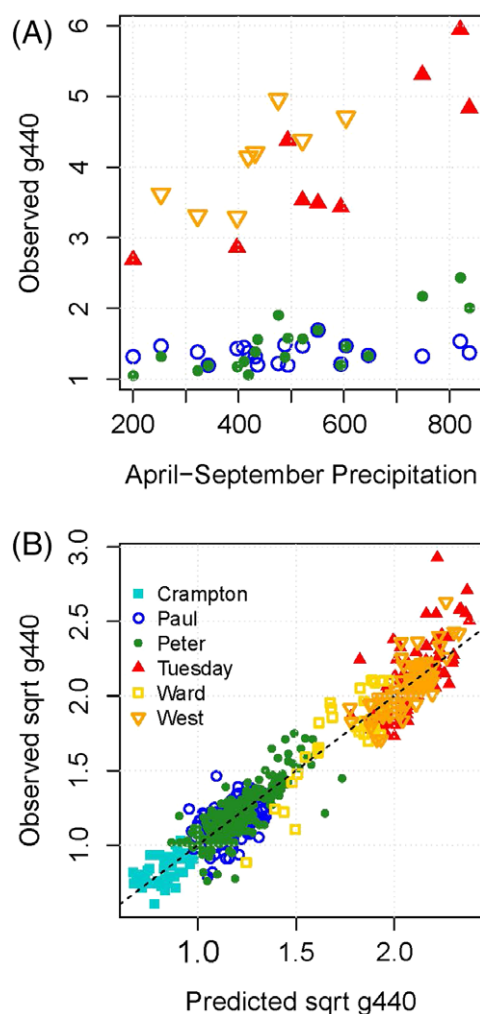 (A)
Observed g440
6
5
4
3
2
1
200 400 600 800
April−September Precipitation
(B)
Observed sqrt g440
3.0
2.5
2.0
1.5
1.0
Crampton
Paul
Peter
Tuesday
Ward
West
1.0 1.5 2.0
Predicted sqrt g440